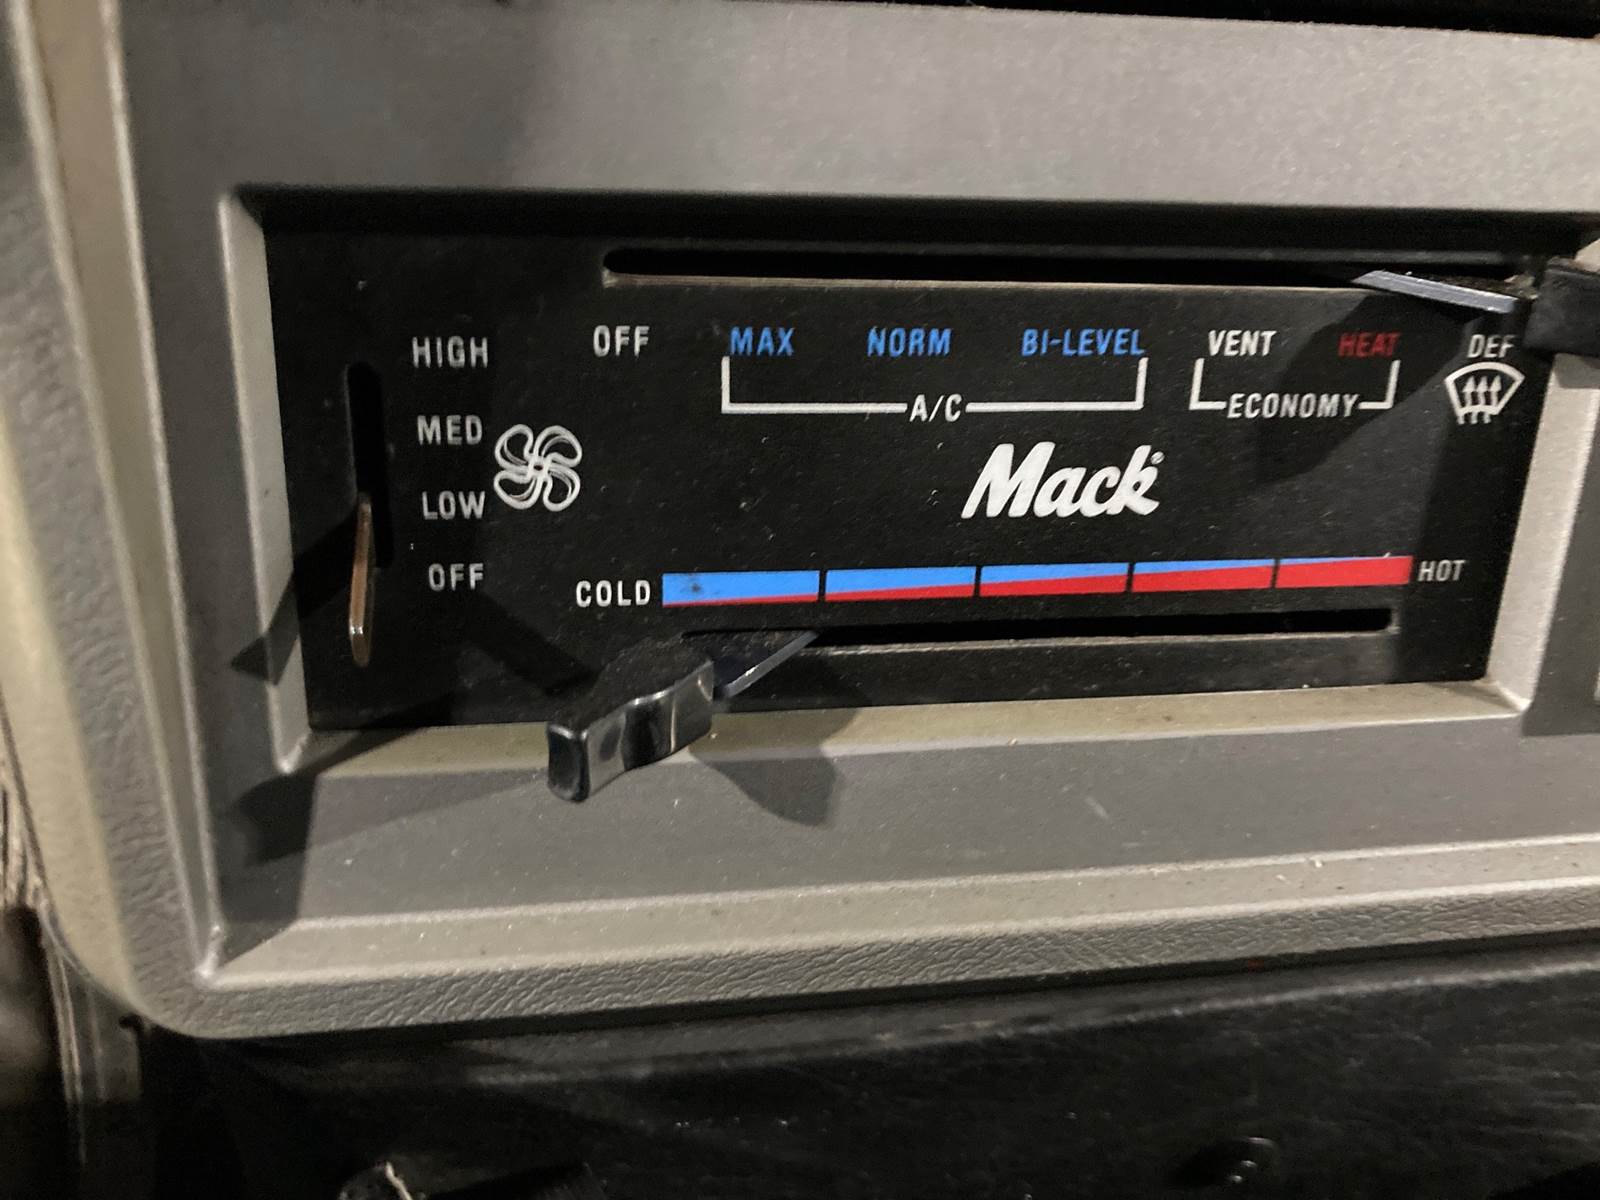 HIGH
MED
LOW
OFF
OFF MAX NORM BI-LEVEL VENT HEAT DEF
A/C ECONOMY
Mack®
COLD HOT